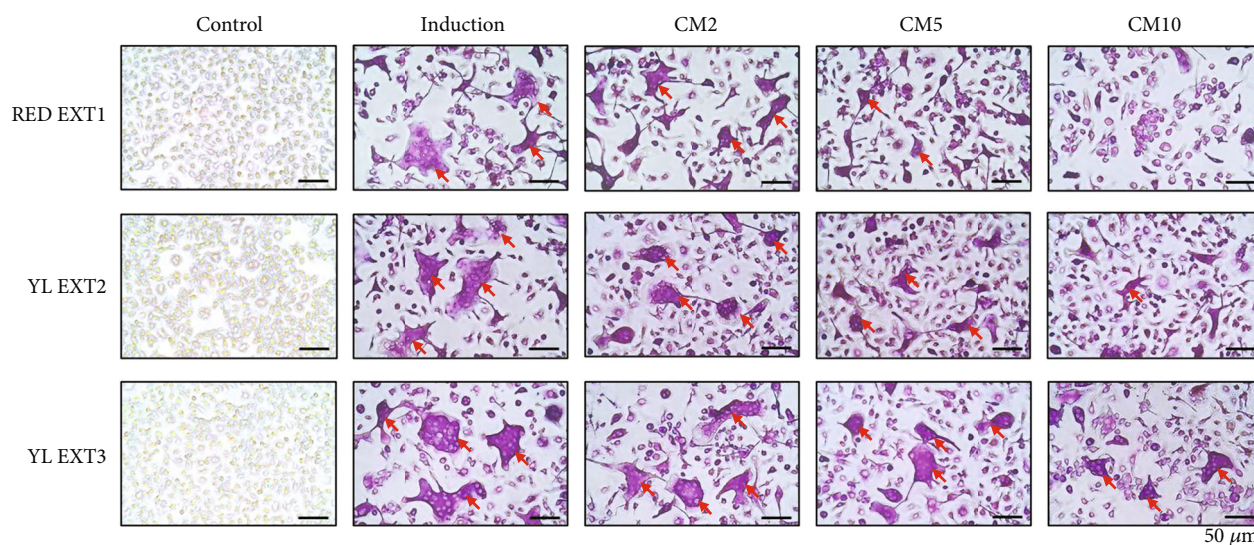 Control Induction CM2 CM5 CM10
RED EXT1
YL EXT2
YL EXT3
50 μm